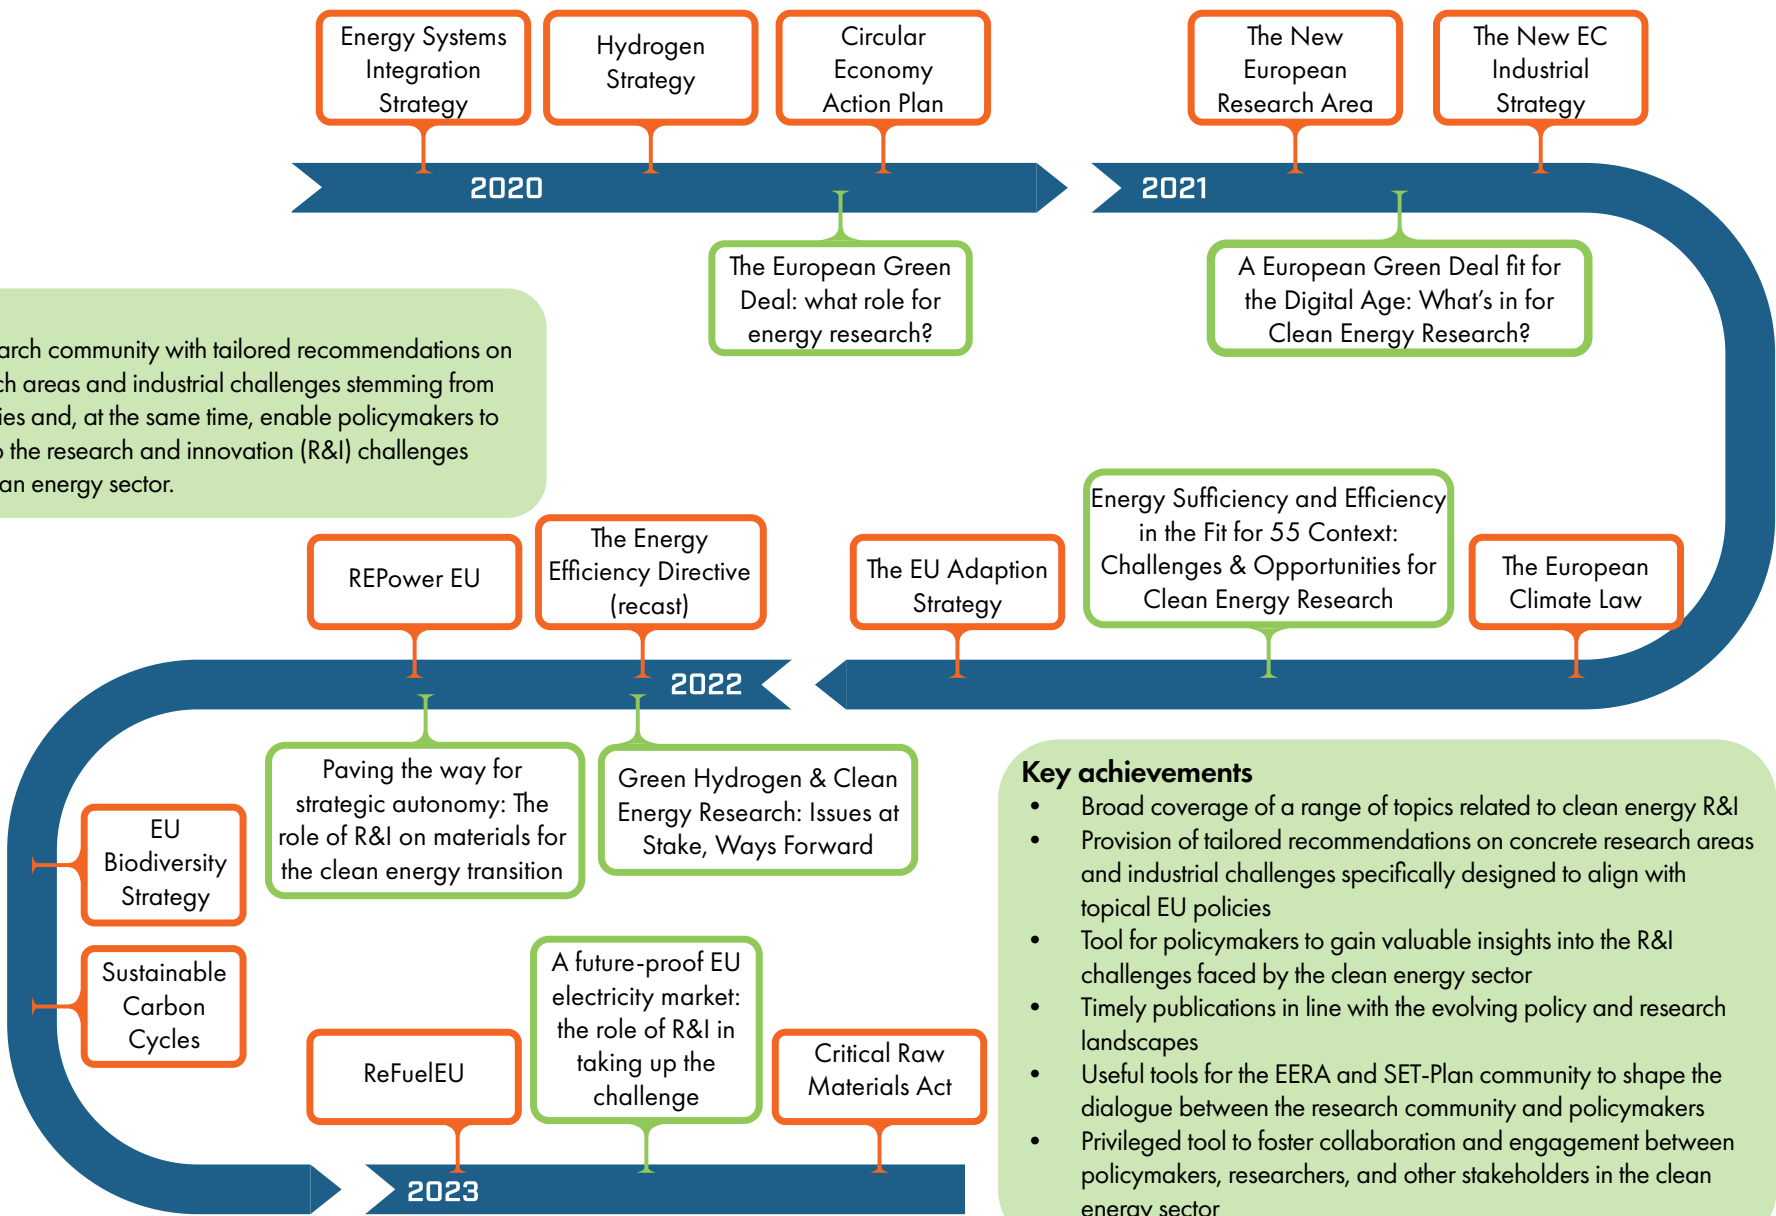 Energy Systems
Integration
Strategy
Hydrogen
Strategy
Circular
Economy
Action Plan
The New
European
Research Area
The New EC
Industrial
Strategy
2020
2021
The European Green
Deal: what role for
energy research?
A European Green Deal fit for
the Digital Age: What's in for
Clean Energy Research?
community with tailored recommendations on
areas and industrial challenges stemming from
and, at the same time, enable policymakers to
the research and innovation (R&I) challenges
energy sector.
REPower EU
The Energy
Efficiency Directive
(recast)
The EU Adaption
Strategy
Energy Sufficiency and Efficiency
in the Fit for 55 Context:
Challenges & Opportunities for
Clean Energy Research
The European
Climate Law
2022
Paving the way for
strategic autonomy: The
role of R&I on materials for
the clean energy transition
Green Hydrogen & Clean
Energy Research: Issues at
Stake, Ways Forward
EU
Biodiversity
Strategy
Sustainable
Carbon
Cycles
ReFuelEU
A future-proof EU
electricity market:
the role of R&I in
taking up the
challenge
Critical Raw
Materials Act
2023
Key achievements
• Broad coverage of a range of topics related to clean energy R&I
• Provision of tailored recommendations on concrete research areas
and industrial challenges specifically designed to align with
topical EU policies
• Tool for policymakers to gain valuable insights into the R&I
challenges faced by the clean energy sector
• Timely publications in line with the evolving policy and research
landscapes
• Useful tools for the EERA and SET-Plan community to shape the
dialogue between the research community and policymakers
• Privileged tool to foster collaboration and engagement between
policymakers, researchers, and other stakeholders in the clean
energy sector